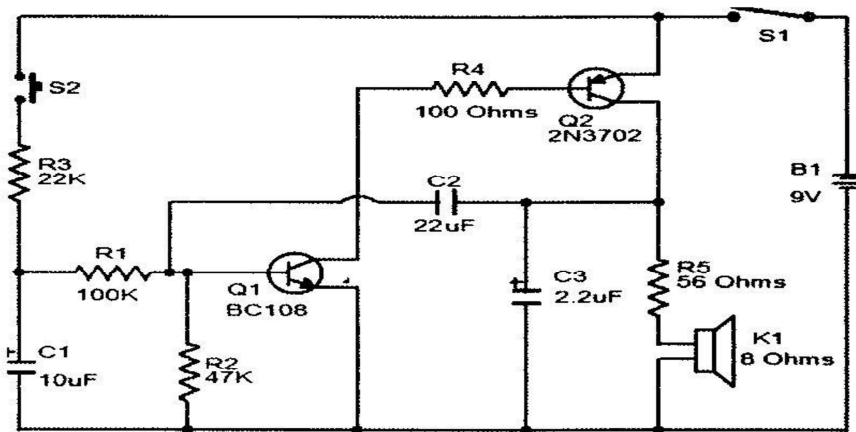 S1
R4
100 Ohms
Q2
2N3702
S2
R3
22K
B1
9V
C2
22uF
R1
100K
Q1
BC108
C3
2.2uF
R5
56 Ohms
K1
8 Ohms
C1
10uF
R2
47K